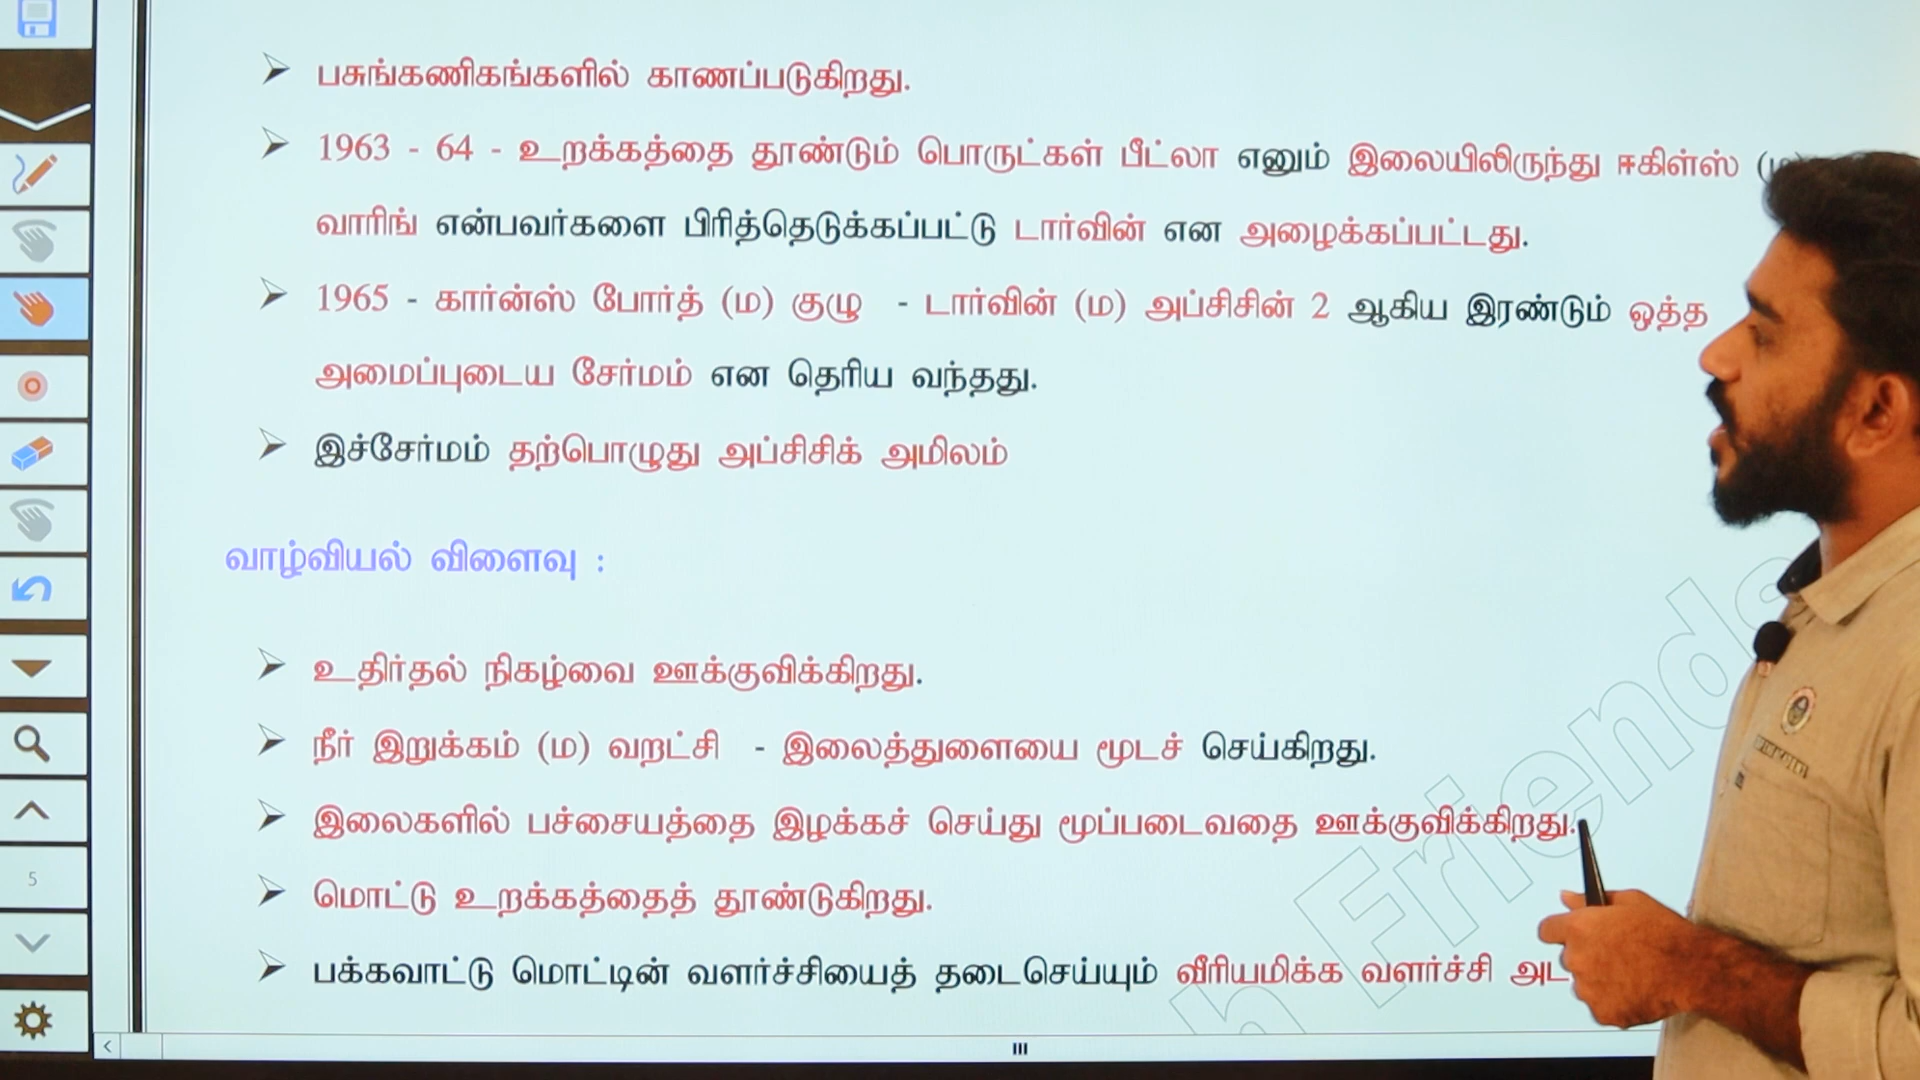 பசுங்கணிகங்களில் காணப்படுகிறது.
1963 - 64 - உறக்கத்தை தூண்டும் பொருட்கள் பீட்லா எனும் இலையிலிருந்து ஈகிள்ஸ்
வாரிங் என்பவர்களை பிரித்தெடுக்கப்பட்டு டார்வின் என அழைக்கப்பட்டது.
1965 - கார்ன்ஸ் போர்த் (ம) குழு - டார்வின் (ம) அப்சிசின் 2 ஆகிய இரண்டும் ஒத்த
அமைப்புடைய சேர்மம் என தெரிய வந்தது.
இச்சேர்மம் தற்பொழுது அப்சிசிக் அமிலம்
வாழ்வியல் விளைவு :
உதிர்தல் நிகழ்வை ஊக்குவிக்கிறது.
நீர் இறுக்கம் (ம) வறட்சி - இலைத்துளையை மூடச் செய்கிறது.
இலைகளில் பச்சையத்தை இழக்கச் செய்து மூப்படைவதை ஊக்குவிக்கிறது.
மொட்டு உறக்கத்தைத் தூண்டுகிறது.
பக்கவாட்டு மொட்டின் வளர்ச்சியைத் தடைசெய்யும் வீரியமிக்க வளர்ச்சி
5